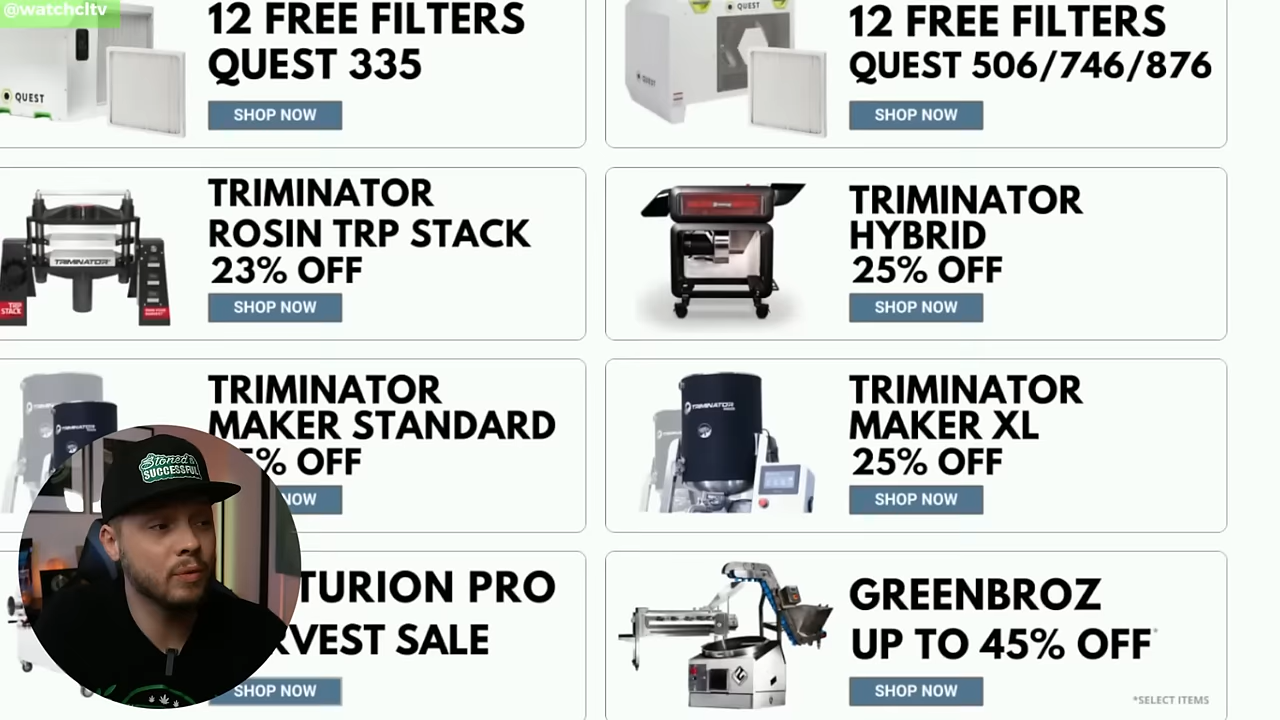 @watchcltv
12 FREE FILTERS
QUEST 335
QUEST
SHOP NOW
12 FREE FILTERS
QUEST 506/746/876
QUEST
SHOP NOW
TRIMINATOR
ROSIN TRP STACK
23% OFF
TRIMINATOR
TRP
STACK
SHOP NOW
TRIMINATOR
HYBRID
25% OFF
SHOP NOW
TRIMINATOR
MAKER STANDARD
% OFF
TRIMINATOR
NOW
TRIMINATOR
MAKER XL
25% OFF
TRIMINATOR
SHOP NOW
Stoned &
SUCCESSFUL
TURION PRO
RVEST SALE
SHOP NOW
GREENBROZ
UP TO 45% OFF*
SHOP NOW
*SELECT ITEMS